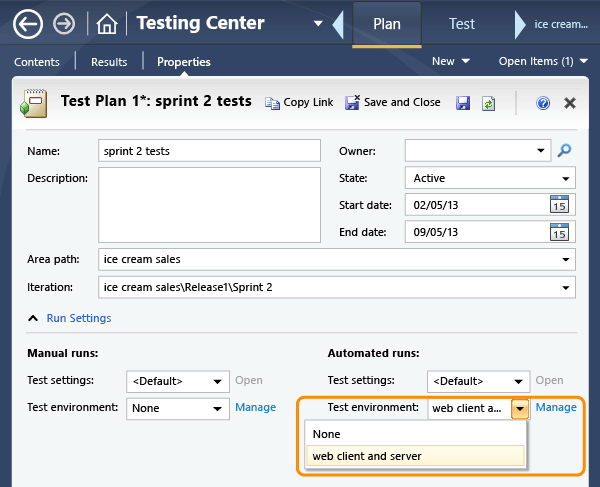 Testing Center Plan Test ice cream...
Contents Results Properties New Open Items (1)
Test Plan 1*: sprint 2 tests Copy Link Save and Close
Name: sprint 2 tests Owner:
Description: State: Active
Start date: 02/05/13 15
End date: 09/05/13 15
Area path: ice cream sales
Iteration: ice cream sales\Release1\Sprint 2
Run Settings
Manual runs: Automated runs:
Test settings: <Default> Open Test settings: <Default> Open
Test environment: None Manage Test environment: web client a... Manage
None
web client and server